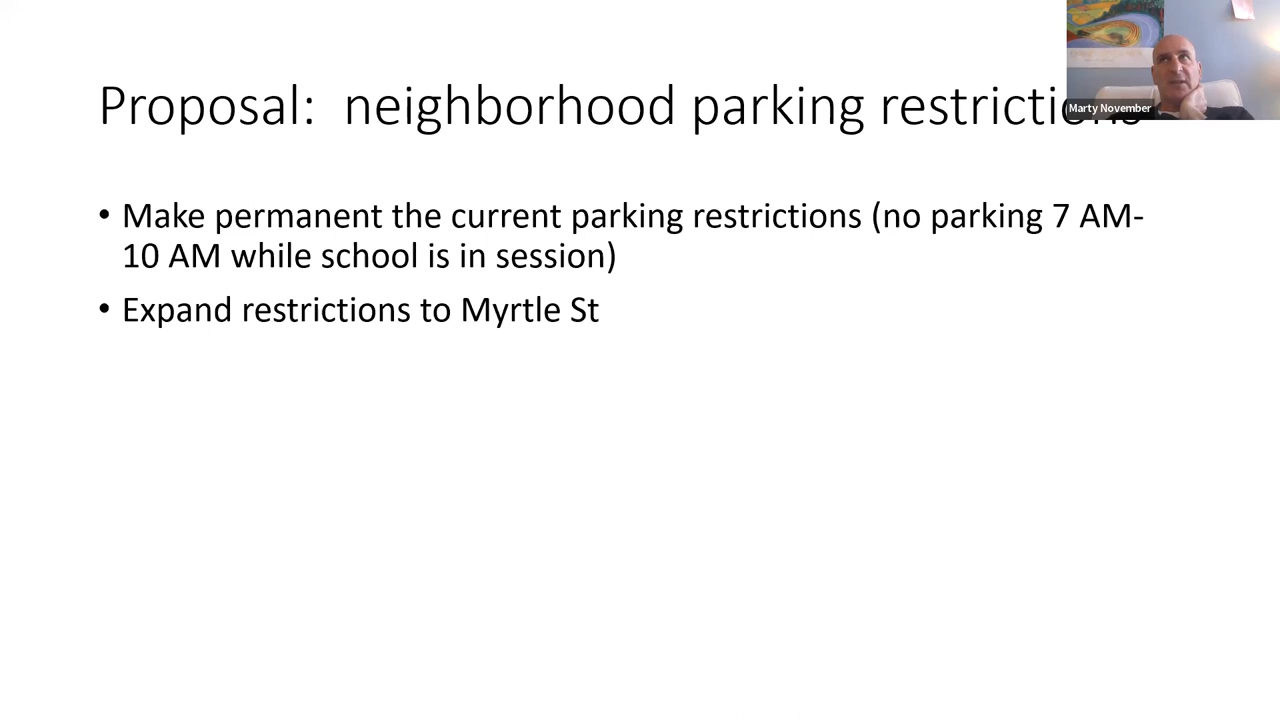 Proposal:  neighborhood parking restrictions
Marty November
• Make permanent the current parking restrictions (no parking 7 AM-
10 AM while school is in session)
• Expand restrictions to Myrtle St